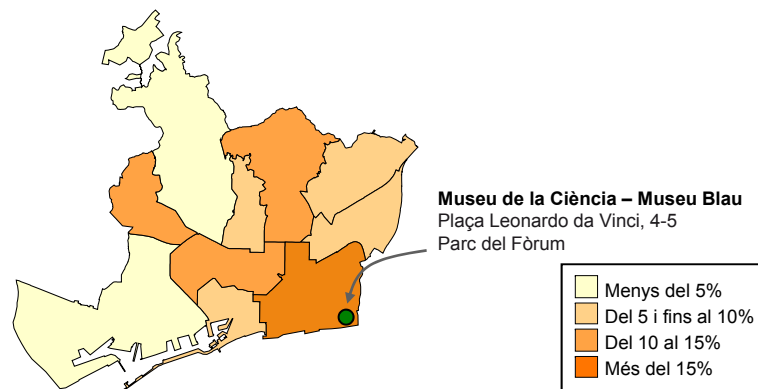 Museu de la Ciència – Museu Blau
Plaça Leonardo da Vinci, 4-5
Parc del Fòrum
Menys del 5%
Del 5 i fins al 10%
Del 10 al 15%
Més del 15%